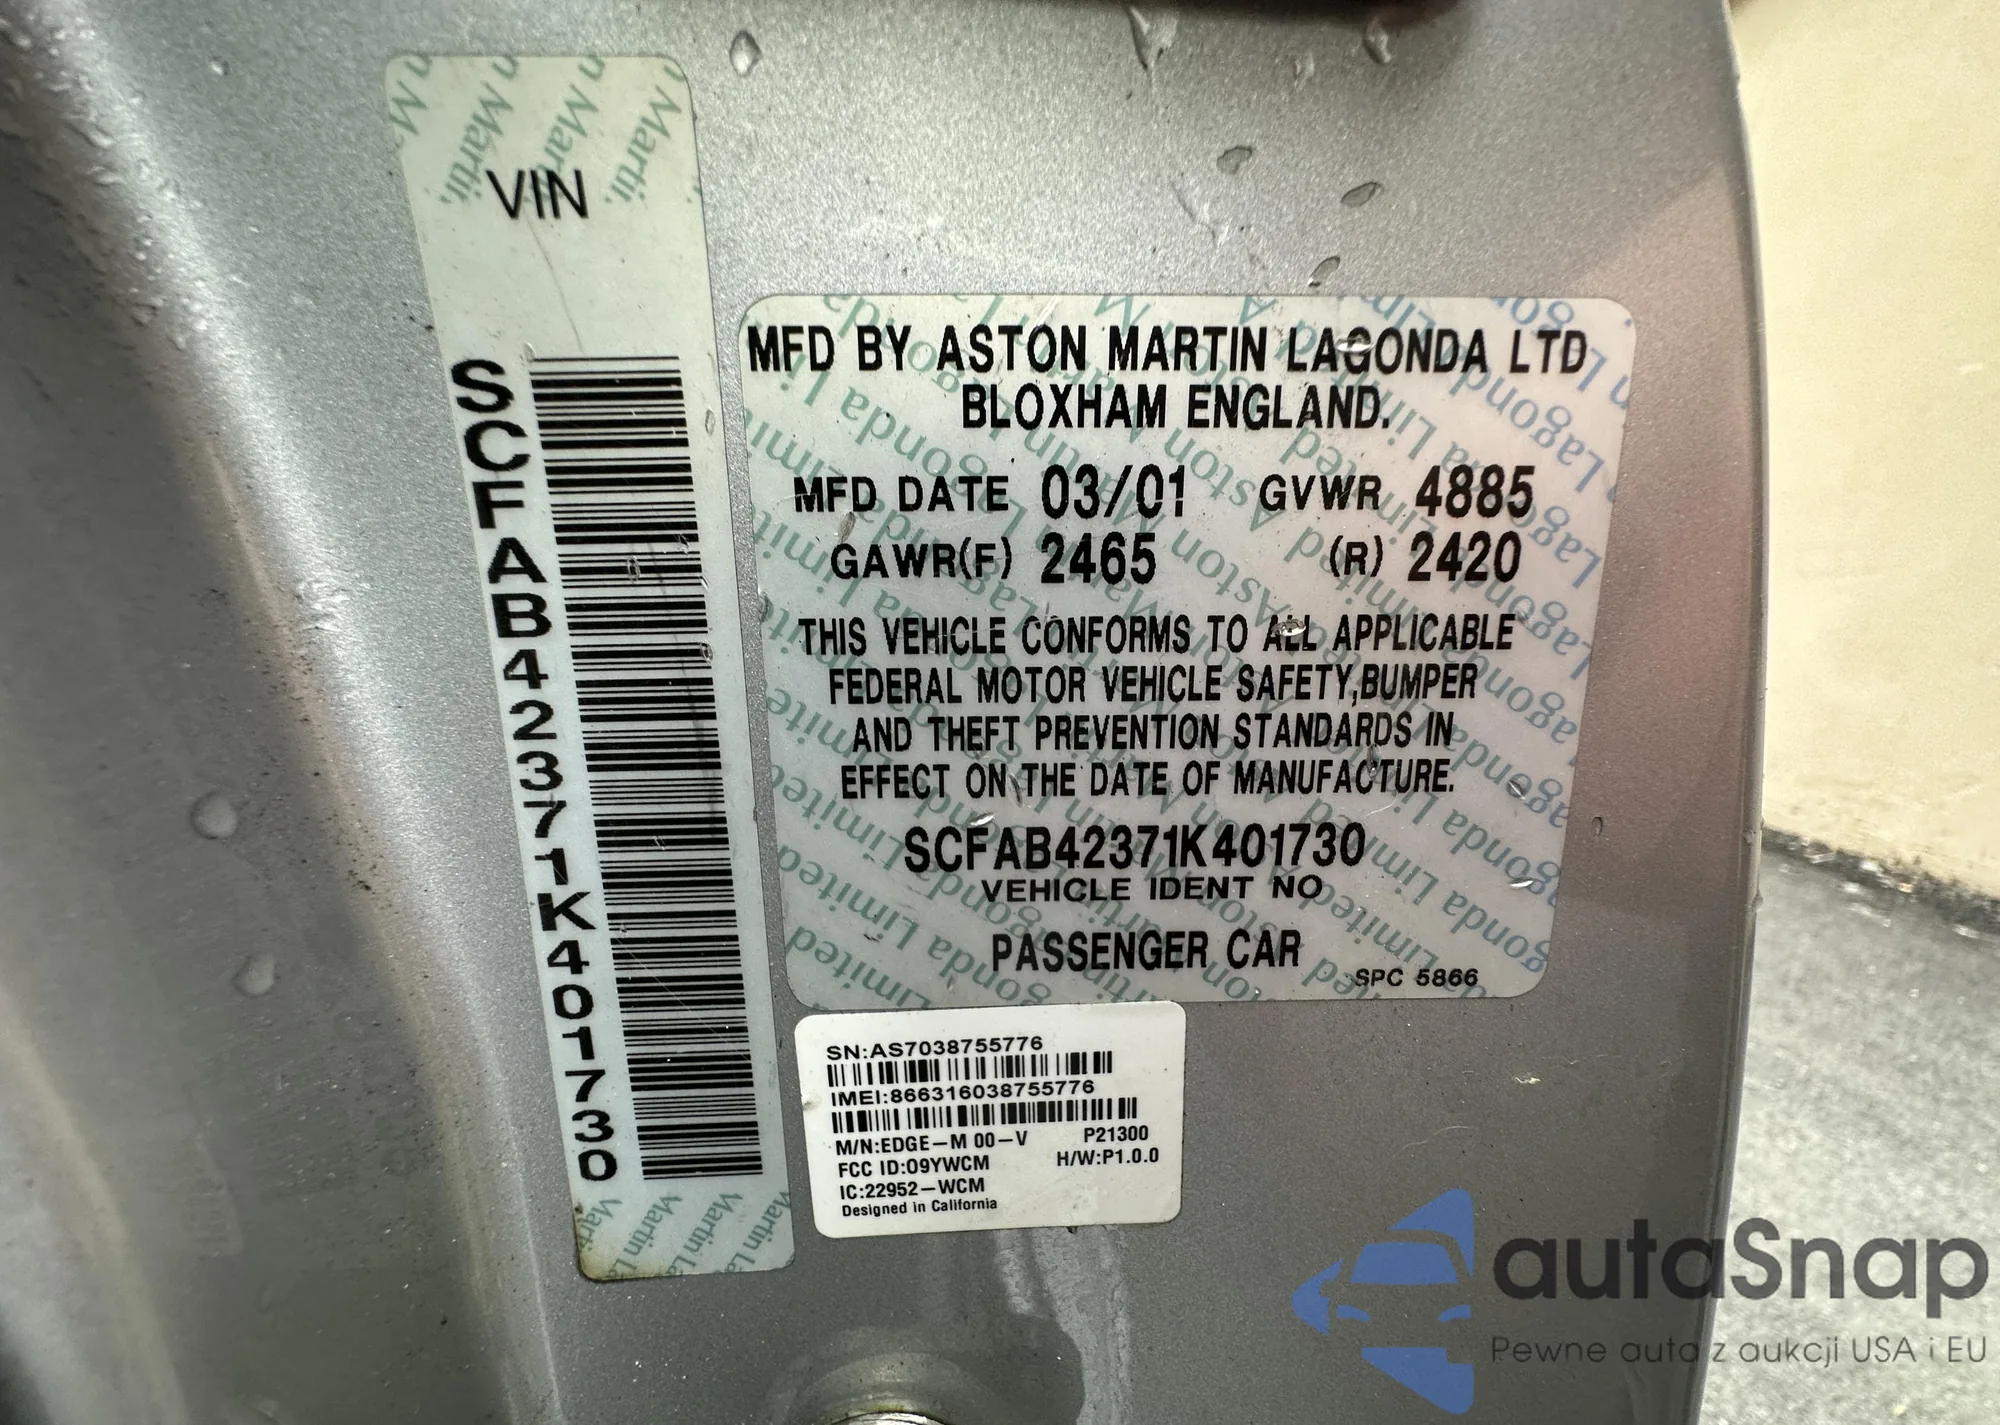 VIN
SCFAB42371K401730
MFD BY ASTON MARTIN LAGONDA LTD
BLOXHAM ENGLAND.
MFD DATE 03/01 GVWR 4885
GAWR(F) 2465 (R) 2420
THIS VEHICLE CONFORMS TO ALL APPLICABLE
FEDERAL MOTOR VEHICLE SAFETY,BUMPER
AND THEFT PREVENTION STANDARDS IN
EFFECT ON THE DATE OF MANUFACTURE.
SCFAB42371K401730
VEHICLE IDENT NO
PASSENGER CAR
SPC 5866
SN:AS7038755776
IMEI:866316038755776
M/N:EDGE-M 00-V P21300
FCC ID:O9YWCM H/W:P1.0.0
IC:22952-WCM
Designed in California
autaSnap
Pewne auta z aukcji USA i EU